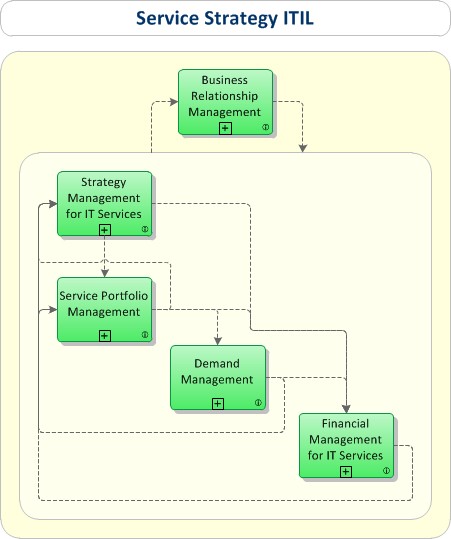 Service Strategy ITIL
Business
Relationship
Management
Strategy
Management
for IT Services
Service Portfolio
Management
Demand
Management
Financial
Management
for IT Services